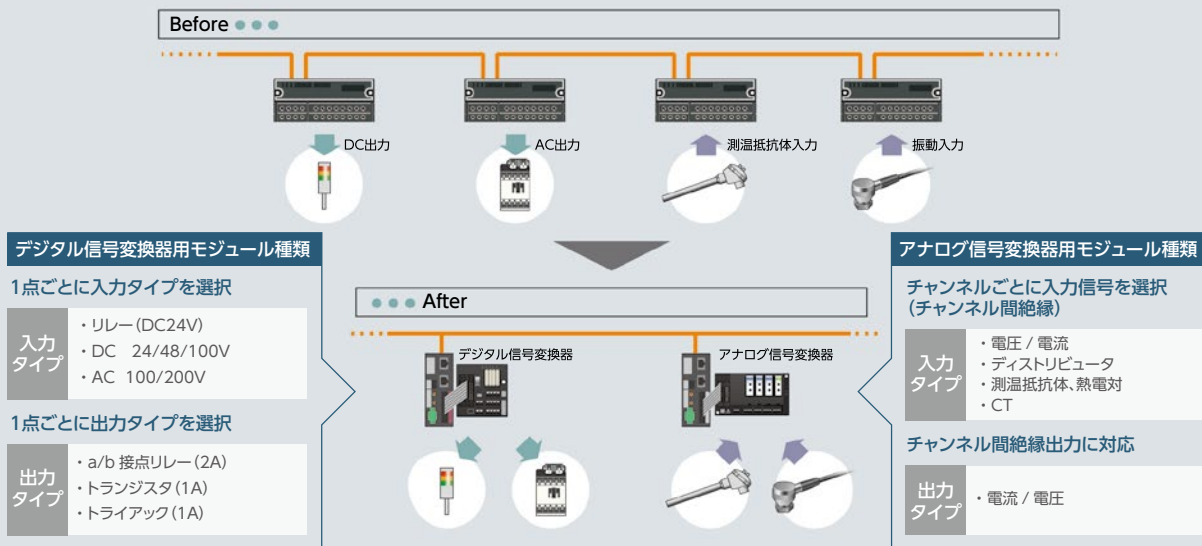 Before
DC出力
AC出力
測温抵抗体入力
振動入力
デジタル信号変換器用モジュール種類
1点ごとに入力タイプを選択
入力
タイプ
・リレー(DC24V)
・DC 24/48/100V
・AC 100/200V
1点ごとに出力タイプを選択
出力
タイプ
・a/b 接点リレー(2A)
・トランジスタ(1A)
・トライアック(1A)
After
デジタル信号変換器
アナログ信号変換器
アナログ信号変換器用モジュール種類
チャンネルごとに入力信号を選択
(チャンネル間絶縁)
入力
タイプ
・電圧 / 電流
・ディストリビュータ
・測温抵抗体、熱電対
・CT
チャンネル間絶縁出力に対応
出力
タイプ
・電流 / 電圧